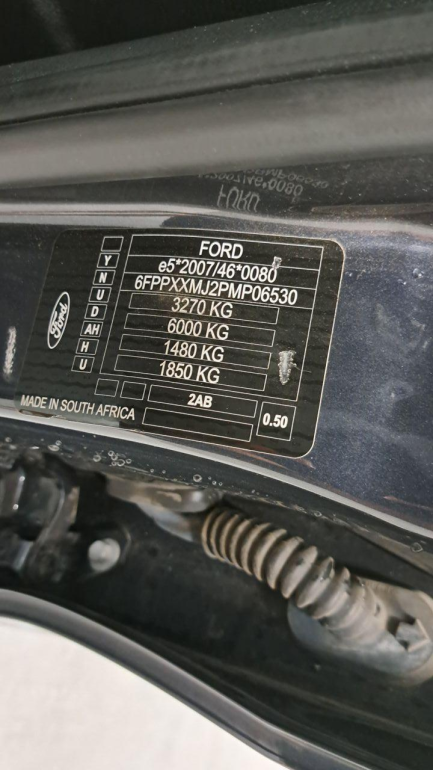 FORD
Y e5*2007/46*0080
N 6FPPXXMJ2PMP06530
U 3270 KG
D 6000 KG
AH 1480 KG
H 1850 KG
U
Ford
2AB
0.50
MADE IN SOUTH AFRICA